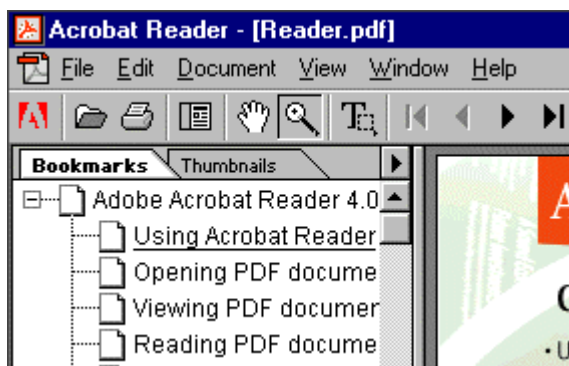 Acrobat Reader - [Reader.pdf]
File Edit Document View Window Help
Bookmarks Thumbnails
Adobe Acrobat Reader 4.0
Using Acrobat Reader
Opening PDF docume
Viewing PDF documer
Reading PDF docume